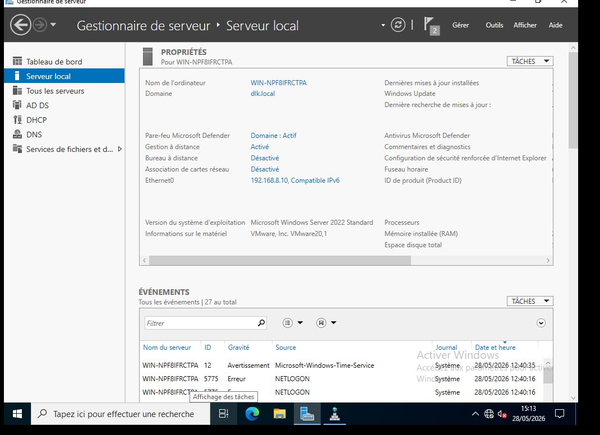 Gestionnaire de serveur
Gestionnaire de serveur • Serveur local
2
Gérer Outils Afficher Aide
Tableau de bord
Serveur local
Tous les serveurs
AD DS
DHCP
DNS
Services de fichiers et d...
PROPRIÉTÉS
Pour WIN-NPF8IFRCTPA
TÂCHES
Nom de l'ordinateur WIN-NPF8IFRCTPA Dernières mises à jour installées
Domaine dlk.local Windows Update
Dernière recherche de mises à jour :
Pare-feu Microsoft Defender Domaine : Actif Antivirus Microsoft Defender
Gestion à distance Activé Commentaires et diagnostics
Bureau à distance Désactivé Configuration de sécurité renforcée d'Internet Explorer
Association de cartes réseau Désactivé Fuseau horaire
Ethernet0 192.168.8.10, Compatible IPv6 ID de produit (Product ID)
Version du système d'exploitation Microsoft Windows Server 2022 Standard Processeurs
Informations sur le matériel VMware, Inc. VMware20,1 Mémoire installée (RAM)
Espace disque total
ÉVÉNEMENTS
Tous les événements | 27 au total
TÂCHES
Filtrer
Nom du serveur ID Gravité Source Journal Date et heure
WIN-NPF8IFRCTPA 12 Avertissement Microsoft-Windows-Time-Service Système 28/05/2026 12:40:35
WIN-NPF8IFRCTPA 5775 Erreur NETLOGON Système 28/05/2026 12:40:16
WIN-NPF8IFRCTPA NETLOGON Système 28/05/2026 12:40:16
Activer Windows
Affichage des tâches
Tapez ici pour effectuer une recherche
15:13
28/05/2026